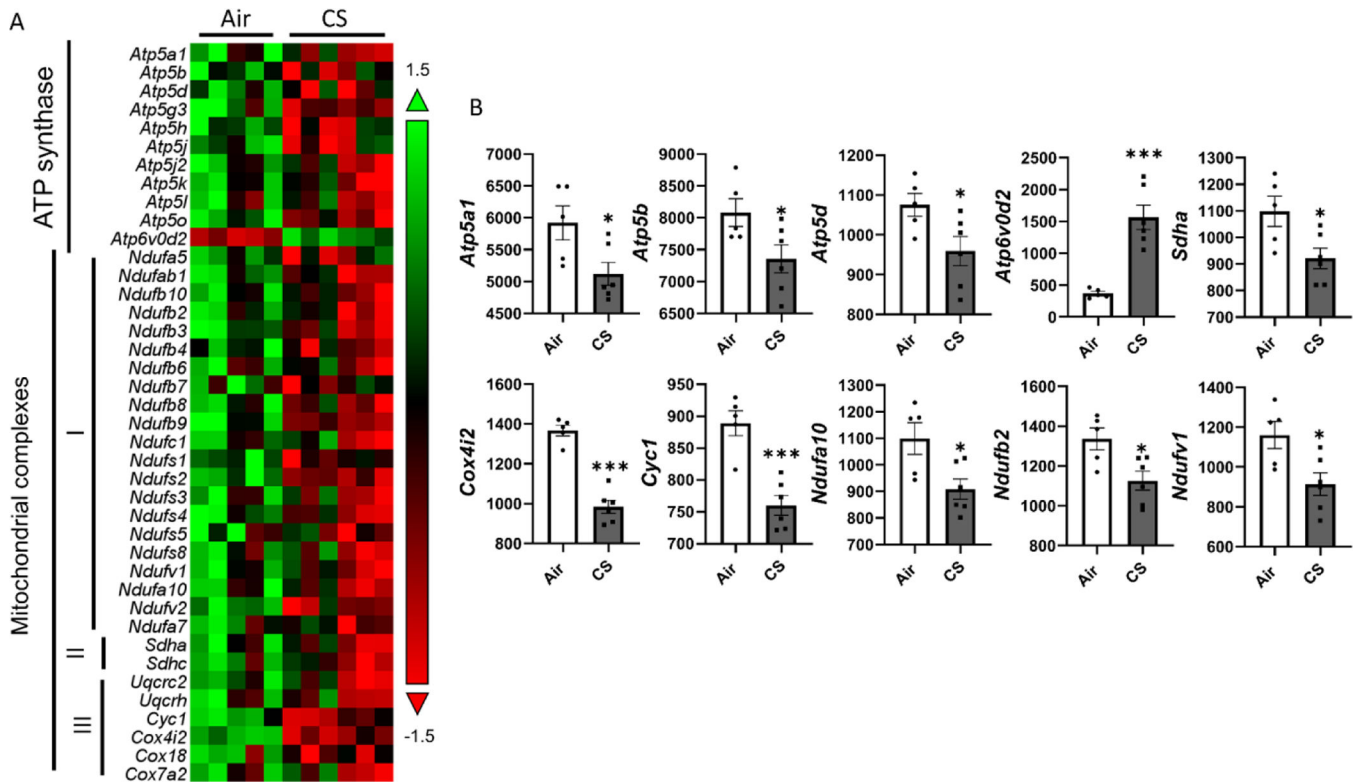 A
Air CS
ATP synthase
Mitochondrial complexes
I
II
III
Atp5a1
Atp5b
Atp5d
Atp5g3
Atp5h
Atp5j
Atp5j2
Atp5k
Atp5l
Atp5o
Atp6v0d2
Ndufa5
Ndufab1
Ndufb10
Ndufb2
Ndufb3
Ndufb4
Ndufb6
Ndufb7
Ndufb8
Ndufb9
Ndufc1
Ndufs1
Ndufs2
Ndufs3
Ndufs4
Ndufs5
Ndufs8
Ndufv1
Ndufa10
Ndufv2
Ndufa7
Sdha
Sdhc
Uqcrc2
Uqcrh
Cyc1
Cox4i2
Cox18
Cox7a2
1.5
-1.5
B
Atp5a1
7000
6500
6000
5500
5000
4500
*
Air CS
Atp5b
9000
8500
8000
7500
7000
6500
*
Air CS
Atp5d
1200
1100
1000
900
800
*
Air CS
Atp6v0d2
2500
2000
1500
1000
500
0
***
Air CS
Sdha
1300
1200
1100
1000
900
800
700
*
Air CS
Cox4i2
1600
1400
1200
1000
800
***
Air CS
Cyc1
950
900
850
800
750
700
***
Air CS
Ndufa10
1300
1200
1100
1000
900
800
700
*
Air CS
Ndufb2
1600
1400
1200
1000
800
*
Air CS
Ndufv1
1400
1200
1000
800
600
*
Air CS